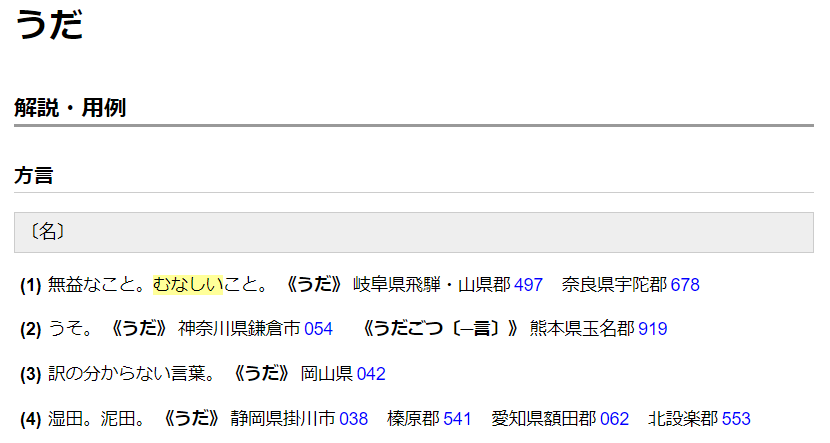 うだ
解説・用例
方言
〔名〕
(1) 無益なこと。むなしいこと。 《うだ》 岐阜県飛騨・山県郡 497 奈良県宇陀郡 678
(2) うそ。 《うだ》 神奈川県鎌倉市 054 《うだごつ〔―言〕》 熊本県玉名郡 919
(3) 訳の分からない言葉。 《うだ》 岡山県 042
(4) 湿田。泥田。 《うだ》 静岡県掛川市 038 榛原郡 541 愛知県額田郡 062 北設楽郡 553